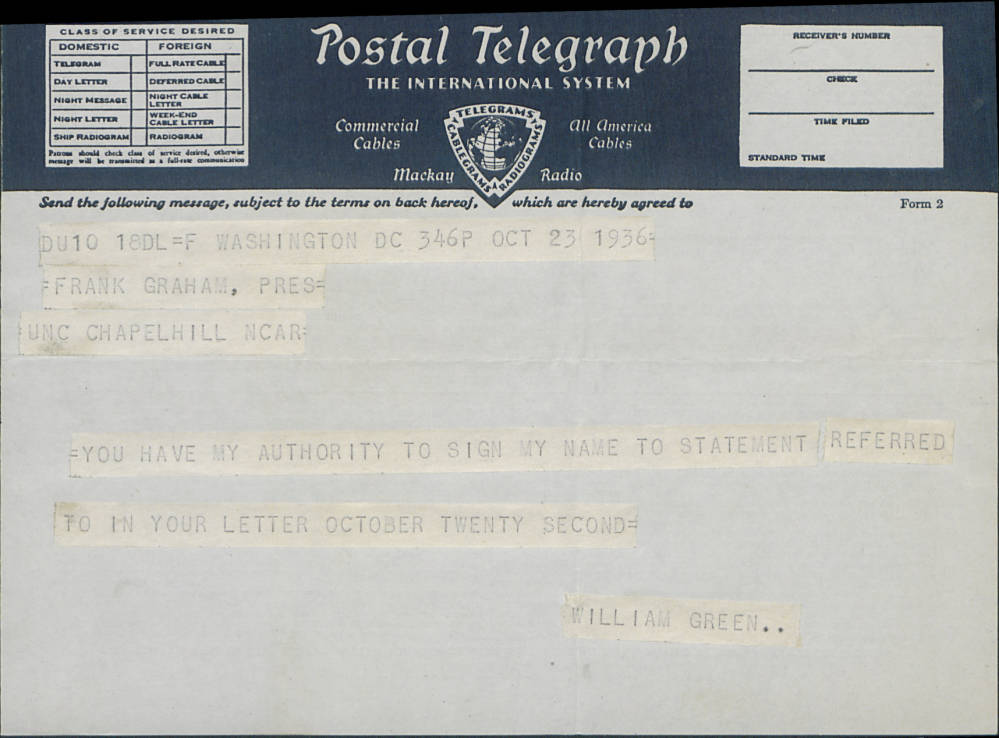 CLASS OF SERVICE DESIRED
DOMESTIC FOREIGN
TELEGRAM FULL RATE CABLE
DAY LETTER DEFERRED CABLE
NIGHT MESSAGE NIGHT CABLE LETTER
NIGHT LETTER WEEK-END CABLE LETTER
SHIP RADIOGRAM RADIOGRAM
Patrons should check class of service desired, otherwise
message will be transmitted as a full-rate communication
Postal Telegraph
THE INTERNATIONAL SYSTEM
Commercial Cables
All America Cables
TELEGRAMS
CABLEGRAMS
RADIOGRAMS
Mackay Radio
RECEIVER'S NUMBER
CHECK
TIME FILED
STANDARD TIME
Send the following message, subject to the terms on back hereof, which are hereby agreed to
Form 2
DU10 18DL=F WASHINGTON DC 346P OCT 23 1936=
=FRANK GRAHAM, PRES=
=UNC CHAPELHILL NCAR=
=YOU HAVE MY AUTHORITY TO SIGN MY NAME TO STATEMENT REFERRED
TO IN YOUR LETTER OCTOBER TWENTY SECOND=
WILLIAM GREEN..